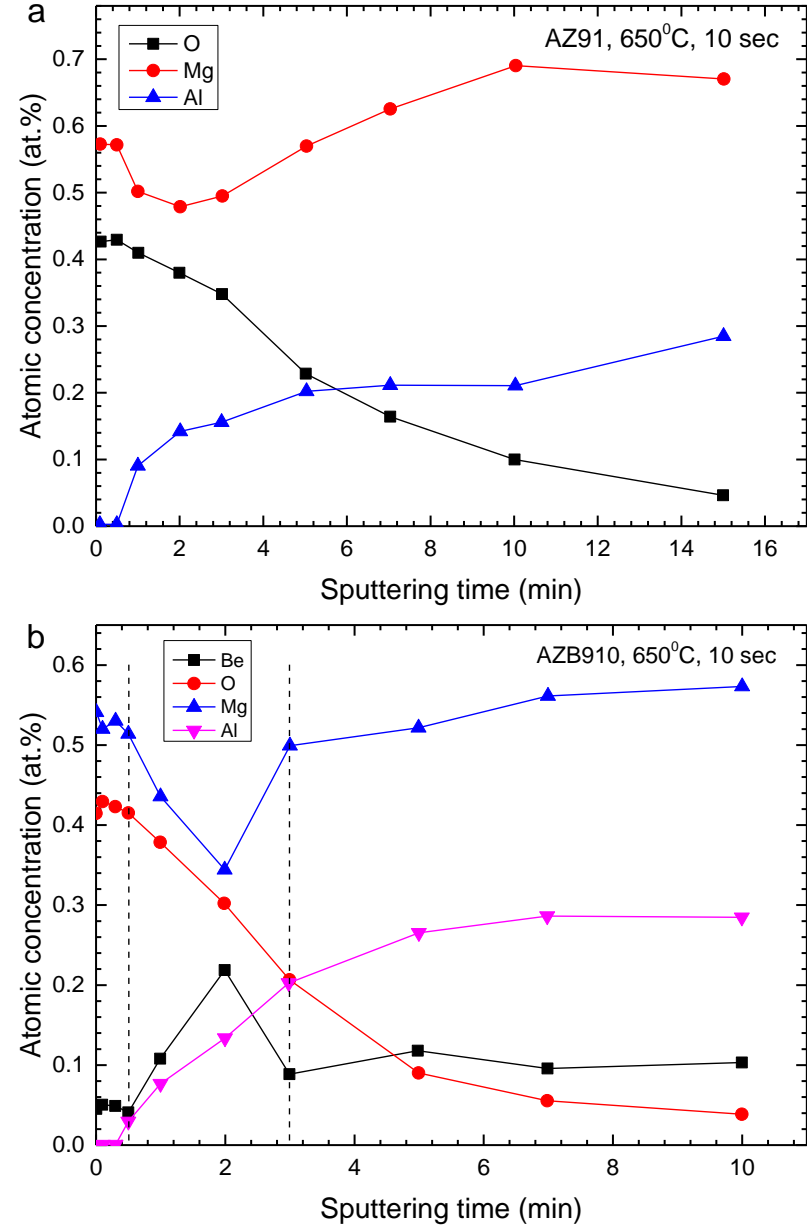 a
AZ91, 650⁰C, 10 sec
O
Mg
Al
Atomic concentration (at.%)
0.7
0.6
0.5
0.4
0.3
0.2
0.1
0.0
0 2 4 6 8 10 12 14 16
Sputtering time (min)
b
AZB910, 650⁰C, 10 sec
Be
O
Mg
Al
Atomic concentration (at.%)
0.6
0.5
0.4
0.3
0.2
0.1
0.0
0 2 4 6 8 10
Sputtering time (min)